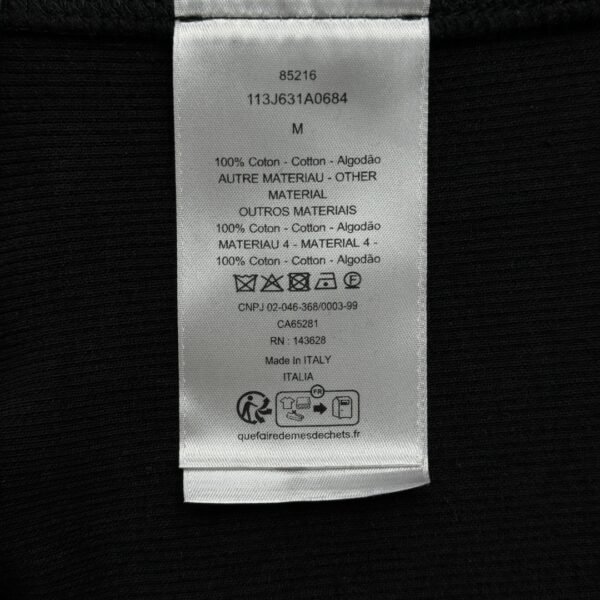 85216
113J631A0684
M
100% Coton - Cotton - Algodão
AUTRE MATERIAU - OTHER
MATERIAL
OUTROS MATERIAIS
100% Coton - Cotton - Algodão
MATERIAU 4 - MATERIAL 4 -
100% Coton - Cotton - Algodão
CNPJ 02-046-368/0003-99
CA65281
RN : 143628
Made In ITALY
ITALIA
FR
quefairedemesdechets.fr